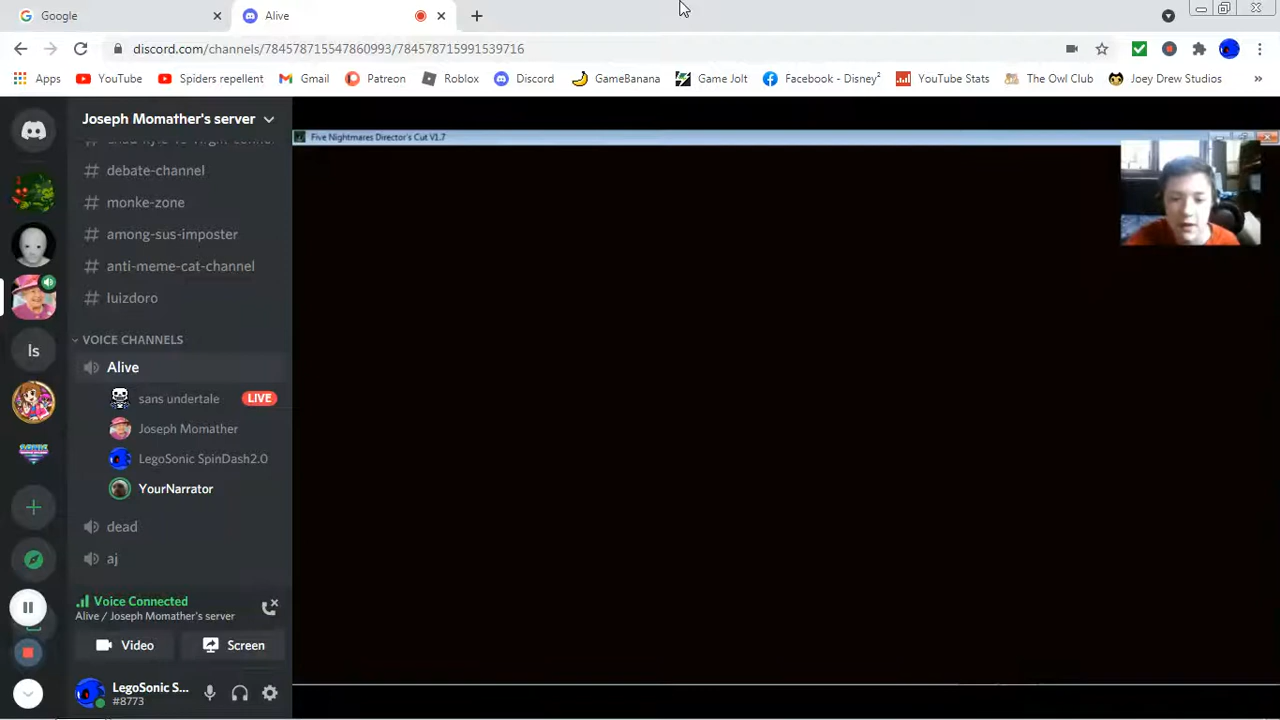 Google
Alive
discord.com/channels/784578715547860993/784578715991539716
Apps YouTube Spiders repellent Gmail Patreon Roblox Discord GameBanana Game Jolt Facebook - Disney² YouTube Stats The Owl Club Joey Drew Studios »
Joseph Momather's server
# debate-channel
# monke-zone
# among-sus-imposter
# anti-meme-cat-channel
# luizdoro
VOICE CHANNELS
Alive
sans undertale LIVE
Joseph Momather
LegoSonic SpinDash2.0
YourNarrator
dead
aj
ls
Voice Connected
Alive / Joseph Momather's server
Video Screen
LegoSonic S...
#8773
Five Nightmares Director's Cut V1.7